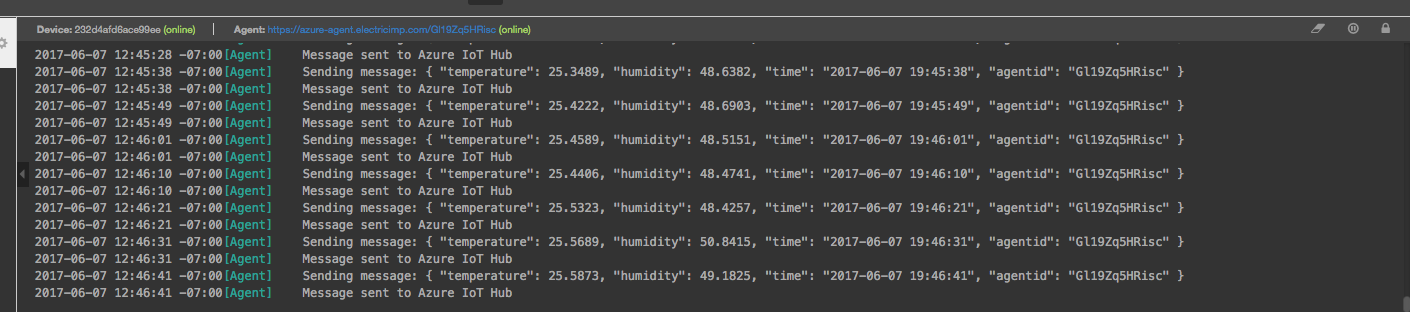 Device: 232d4afd6ace99ee (online) Agent: https://azure-agent.electricimp.com/Gl19Zq5HRisc (online)
2017-06-07 12:45:28 -07:00[Agent] Message sent to Azure IoT Hub
2017-06-07 12:45:38 -07:00[Agent] Sending message: { "temperature": 25.3489, "humidity": 48.6382, "time": "2017-06-07 19:45:38", "agentid": "Gl19Zq5HRisc" }
2017-06-07 12:45:38 -07:00[Agent] Message sent to Azure IoT Hub
2017-06-07 12:45:49 -07:00[Agent] Sending message: { "temperature": 25.4222, "humidity": 48.6903, "time": "2017-06-07 19:45:49", "agentid": "Gl19Zq5HRisc" }
2017-06-07 12:45:49 -07:00[Agent] Message sent to Azure IoT Hub
2017-06-07 12:46:01 -07:00[Agent] Sending message: { "temperature": 25.4589, "humidity": 48.5151, "time": "2017-06-07 19:46:01", "agentid": "Gl19Zq5HRisc" }
2017-06-07 12:46:01 -07:00[Agent] Message sent to Azure IoT Hub
2017-06-07 12:46:10 -07:00[Agent] Sending message: { "temperature": 25.4406, "humidity": 48.4741, "time": "2017-06-07 19:46:10", "agentid": "Gl19Zq5HRisc" }
2017-06-07 12:46:10 -07:00[Agent] Message sent to Azure IoT Hub
2017-06-07 12:46:21 -07:00[Agent] Sending message: { "temperature": 25.5323, "humidity": 48.4257, "time": "2017-06-07 19:46:21", "agentid": "Gl19Zq5HRisc" }
2017-06-07 12:46:21 -07:00[Agent] Message sent to Azure IoT Hub
2017-06-07 12:46:31 -07:00[Agent] Sending message: { "temperature": 25.5689, "humidity": 50.8415, "time": "2017-06-07 19:46:31", "agentid": "Gl19Zq5HRisc" }
2017-06-07 12:46:31 -07:00[Agent] Message sent to Azure IoT Hub
2017-06-07 12:46:41 -07:00[Agent] Sending message: { "temperature": 25.5873, "humidity": 49.1825, "time": "2017-06-07 19:46:41", "agentid": "Gl19Zq5HRisc" }
2017-06-07 12:46:41 -07:00[Agent] Message sent to Azure IoT Hub